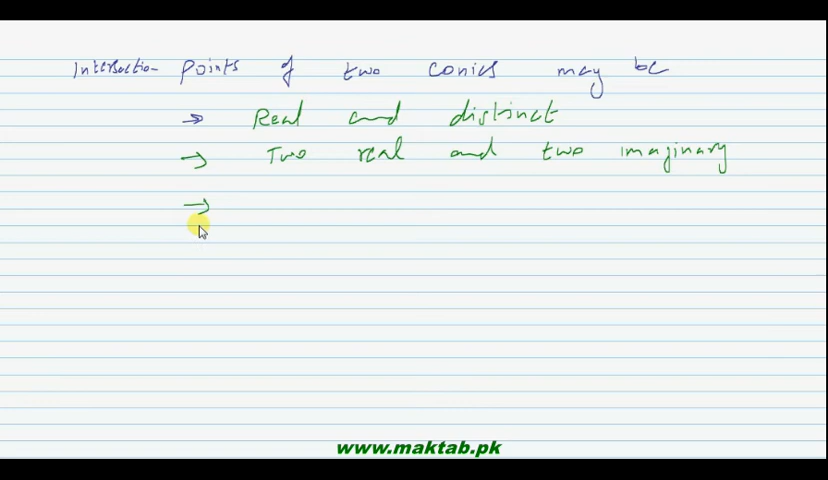 Intersection points of two conics may be
→ Real and distinct
→ Two real and two imaginary
→
www.maktab.pk